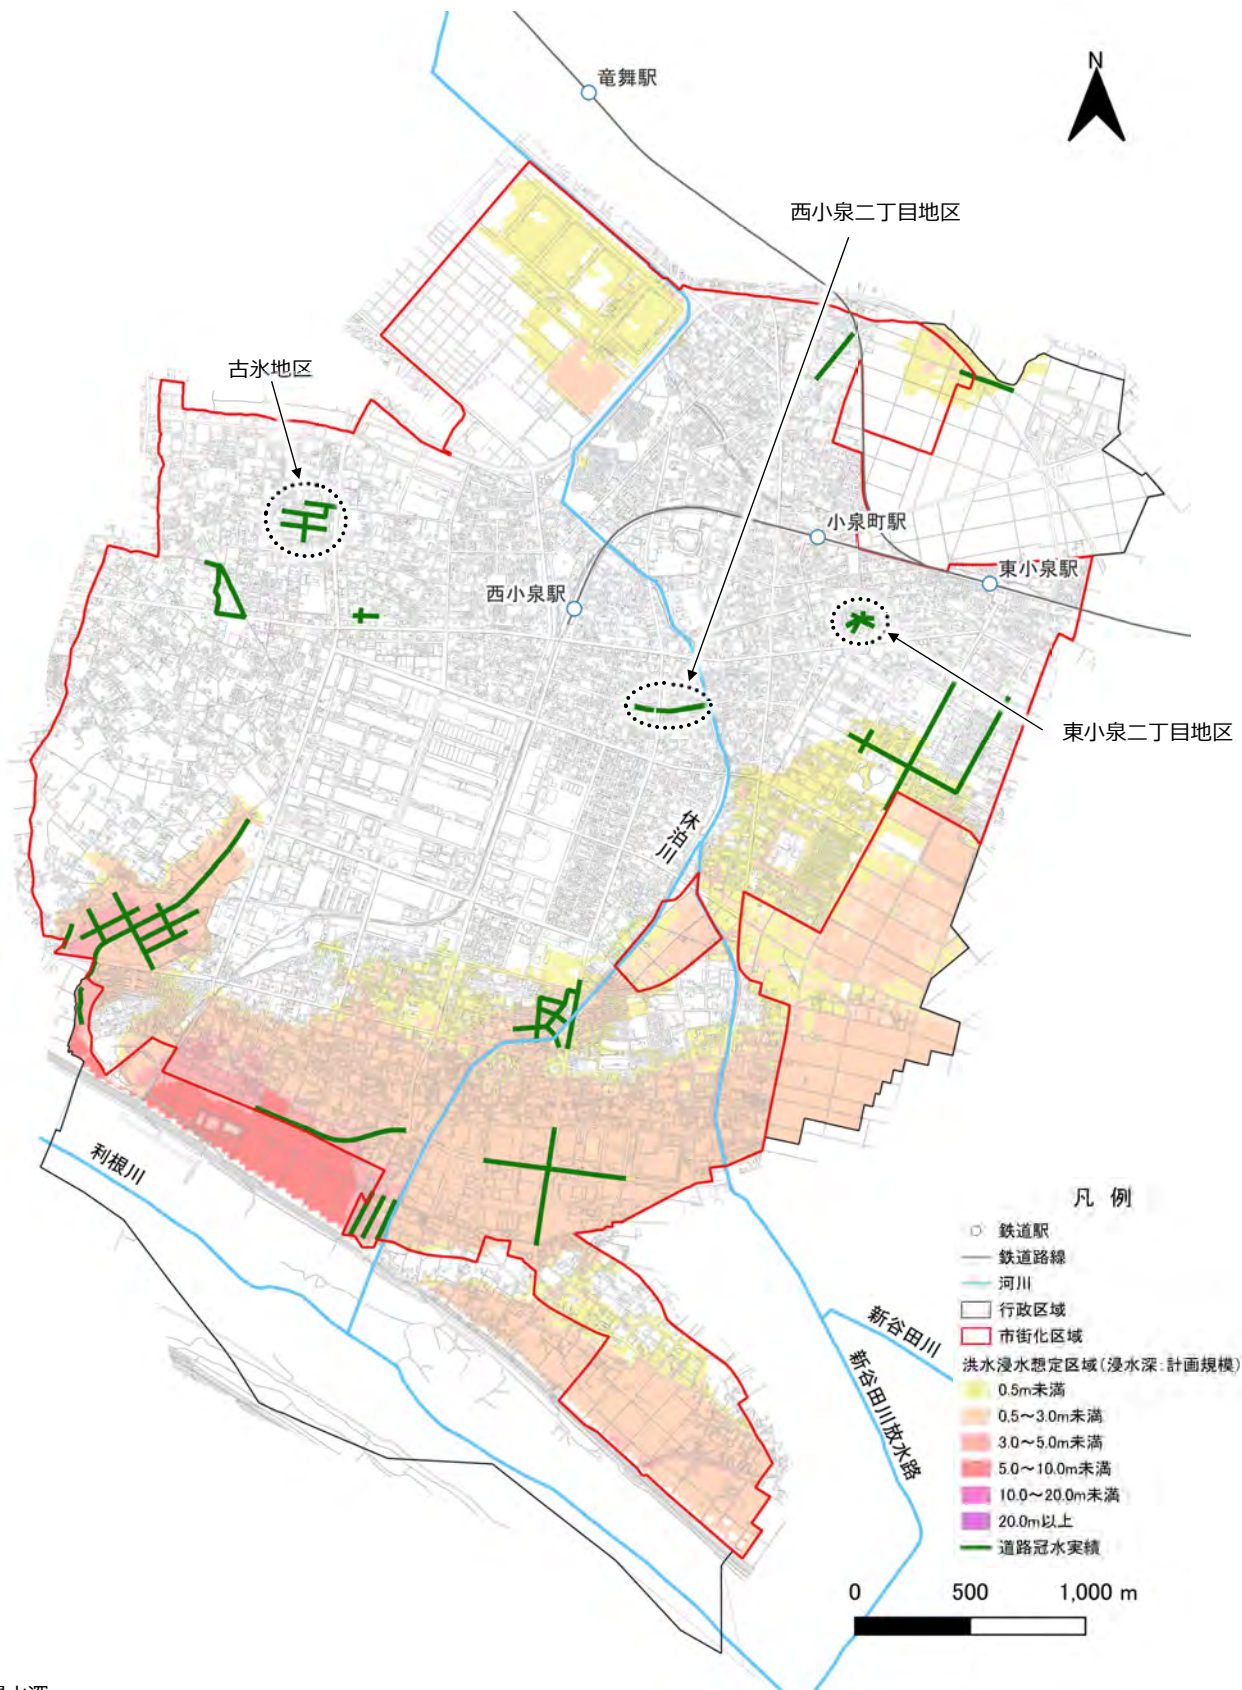 N
竜舞駅
西小泉二丁目地区
古氷地区
小泉町駅
東小泉駅
西小泉駅
東小泉二丁目地区
休泊川
利根川
新谷田川
新谷田川放水路
凡 例
鉄道駅
鉄道路線
河川
行政区域
市街化区域
洪水浸水想定区域(浸水深:計画規模)
0.5m未満
0.5～3.0m未満
3.0～5.0m未満
5.0～10.0m未満
10.0～20.0m未満
20.0m以上
道路冠水実績
0 500 1,000 m